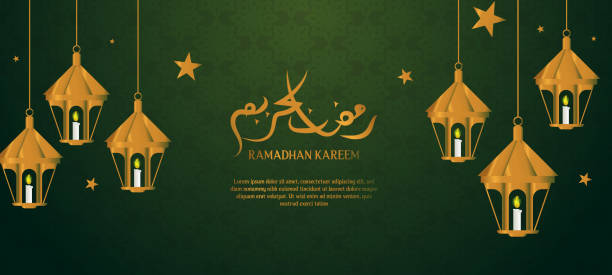 رمضان كريم
RAMADHAN KAREEM
Lorem ipsum dolor sit amet, consectetuer
adipiscing elit, sed diam nonummy nibh euismod
tincidunt ut laoreet dolore magna aliquam
erat volutpat. Ut wisi enim ad minim veniam, quis
nostrud exerci tation